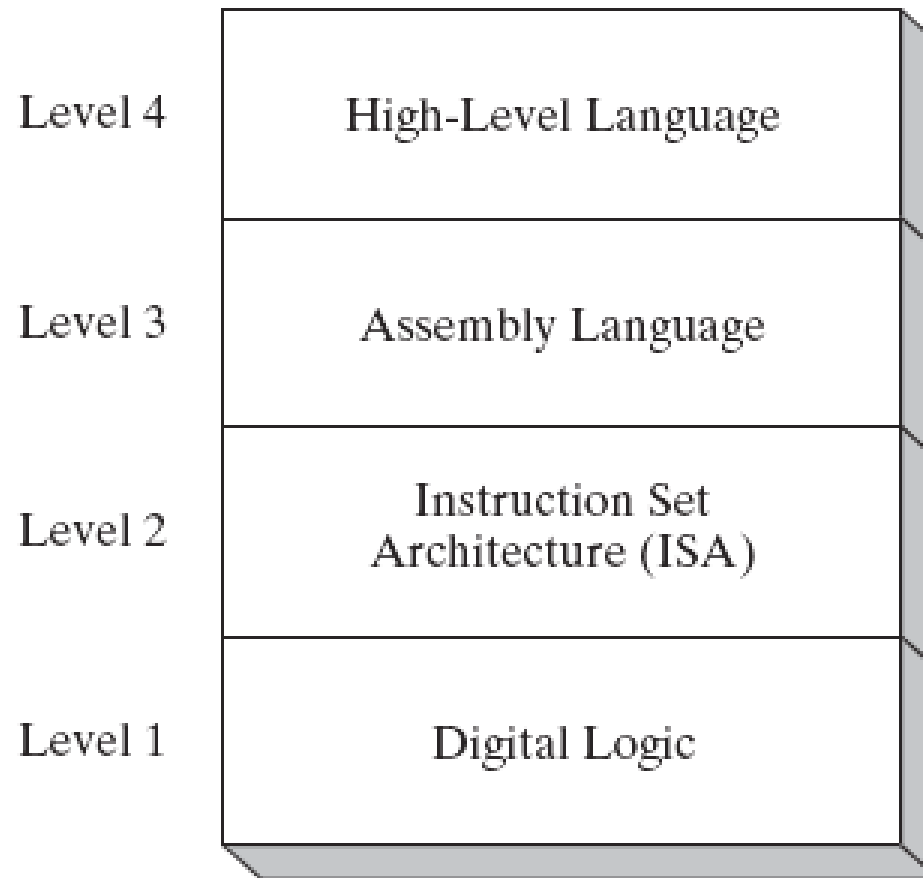 Level 4
High-Level Language
Level 3
Assembly Language
Level 2
Instruction Set
Architecture (ISA)
Level 1
Digital Logic